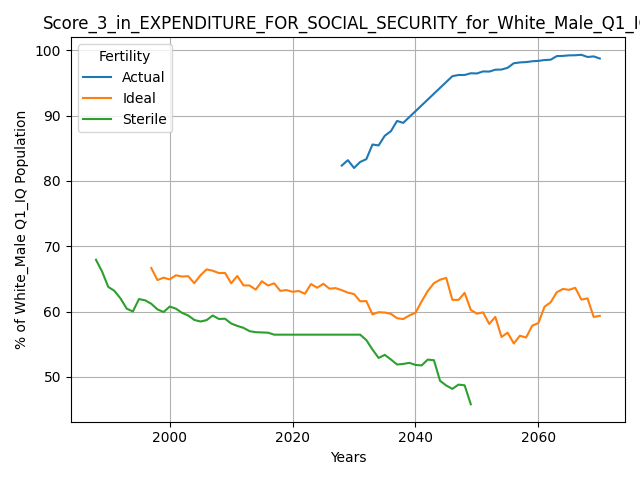 Score_3_in_EXPENDITURE_FOR_SOCIAL_SECURITY_for_White_Male_Q1_I
Fertility
Actual
Ideal
Sterile
% of White_Male Q1_IQ Population
100
90
80
70
60
50
2000
2020
2040
2060
Years